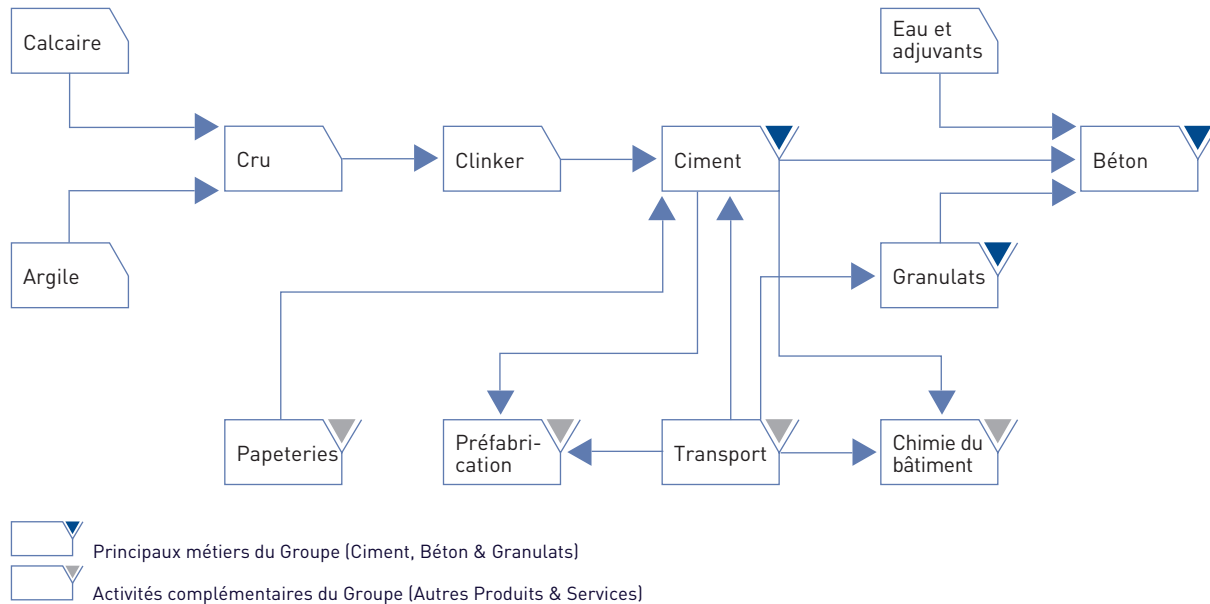 Calcaire
Eau et
adjuvants
Cru
Clinker
Ciment
Béton
Argile
Granulats
Papeteries
Préfabri-
cation
Transport
Chimie du
bâtiment
Principaux métiers du Groupe (Ciment, Béton & Granulats)
Activités complémentaires du Groupe (Autres Produits & Services)